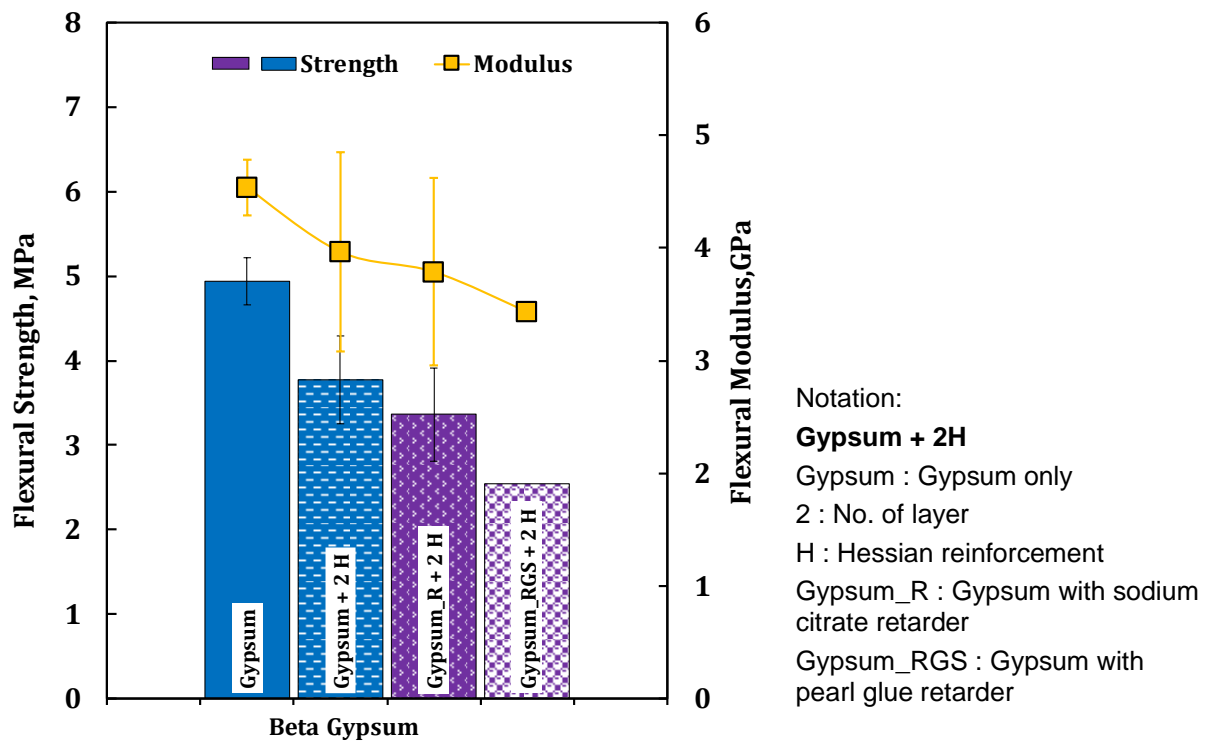 8
7
6
5
4
3
2
1
0
Flexural Strength, MPa
Strength
Modulus
Gypsum
Gypsum + 2 H
Gypsum_R + 2 H
Gypsum_RGS + 2 H
Beta Gypsum
6
5
4
3
2
1
0
Flexural Modulus,GPa
Notation:
Gypsum + 2H
Gypsum : Gypsum only
2 : No. of layer
H : Hessian reinforcement
Gypsum_R : Gypsum with sodium
citrate retarder
Gypsum_RGS : Gypsum with
pearl glue retarder